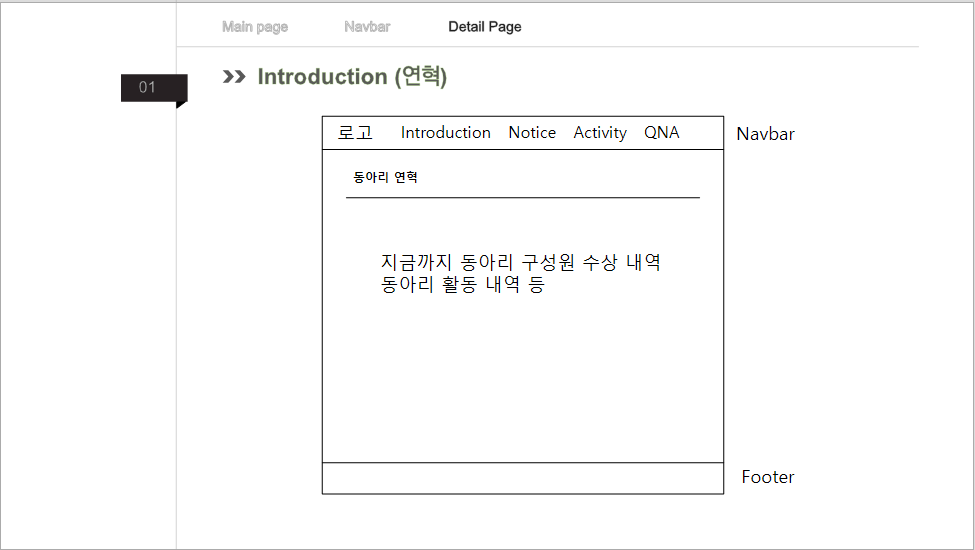 Main page Navbar Detail Page
01
Introduction (연혁)
로고 Introduction Notice Activity QNA
Navbar
동아리 연혁
지금까지 동아리 구성원 수상 내역
동아리 활동 내역 등
Footer